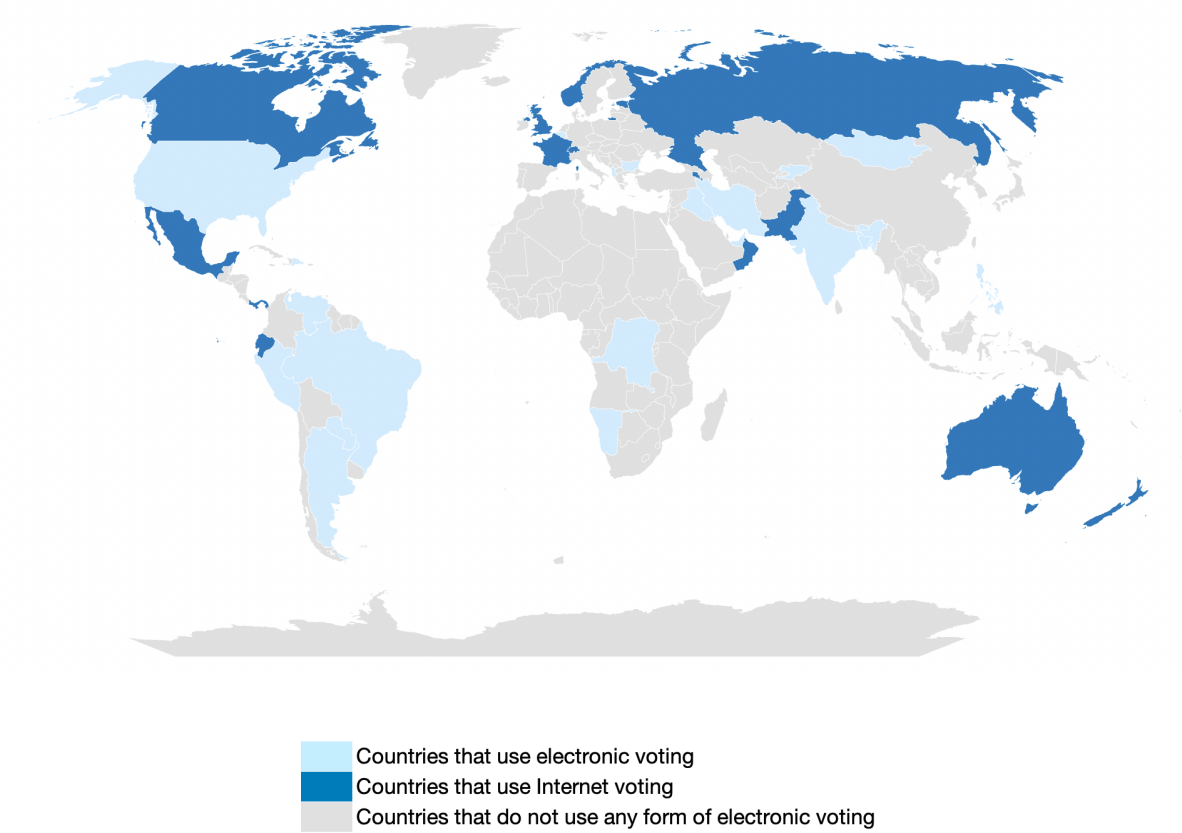 Countries that use electronic voting
Countries that use Internet voting
Countries that do not use any form of electronic voting